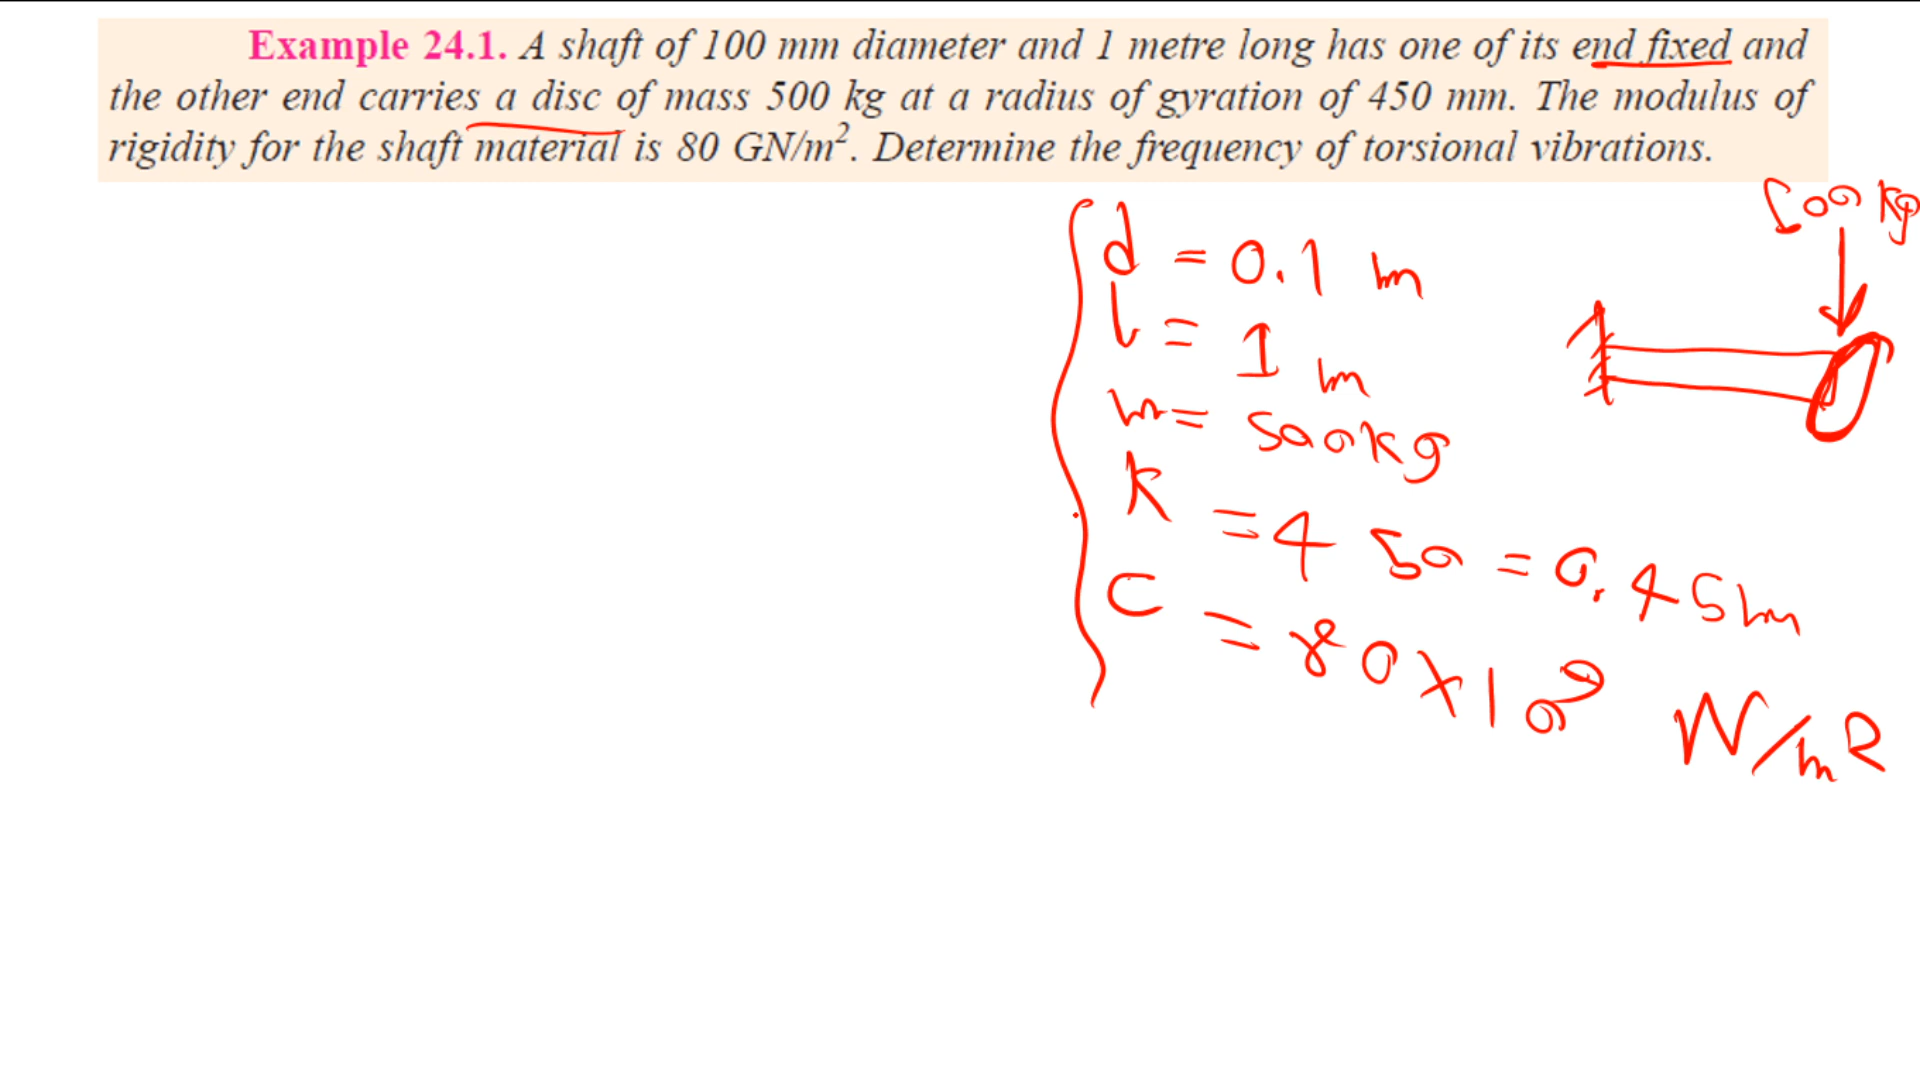 Example 24.1. A shaft of 100 mm diameter and 1 metre long has one of its end fixed and
the other end carries a disc of mass 500 kg at a radius of gyration of 450 mm. The modulus of
rigidity for the shaft material is 80 GN/m². Determine the frequency of torsional vibrations.
500 kg
d = 0.1 m
l = 1 m
m = 500kg
k = 450 = 0.45m
C = 80×10⁹ N/m2